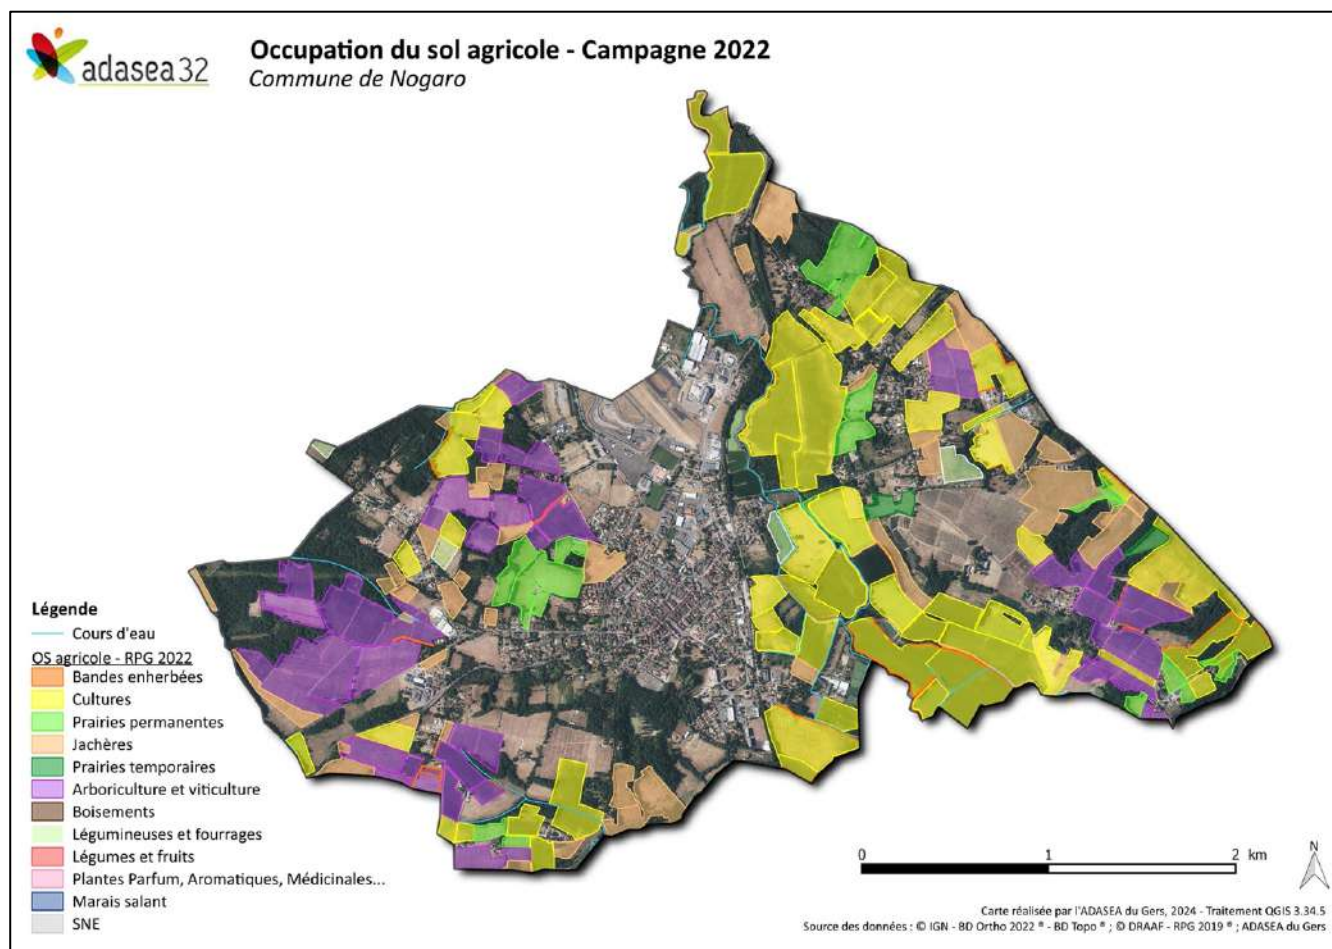 adasea32
Occupation du sol agricole - Campagne 2022
Commune de Nogaro
Légende
Cours d'eau
OS agricole - RPG 2022
Bandes enherbées
Cultures
Prairies permanentes
Jachères
Prairies temporaires
Arboriculture et viticulture
Boisements
Légumineuses et fourrages
Légumes et fruits
Plantes Parfum, Aromatiques, Médicinales...
Marais salant
SNE
0 1 2 km
N
Carte réalisée par l'ADASEA du Gers, 2024 - Traitement QGIS 3.34.5
Source des données : © IGN - BD Ortho 2022 ® - BD Topo ® ; © DRAAF - RPG 2019 ® ; ADASEA du Gers